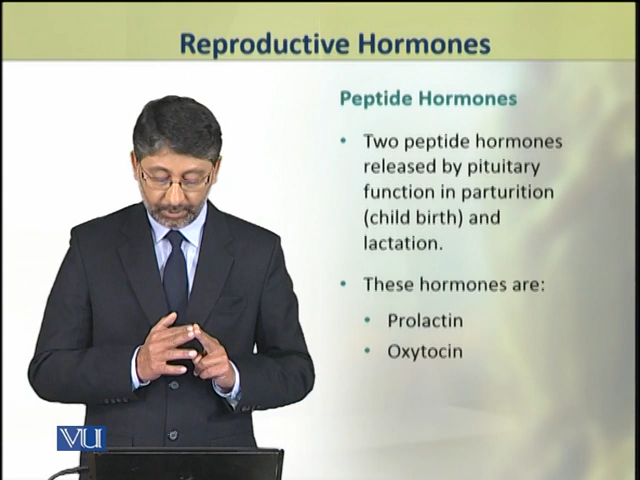 Reproductive Hormones
Peptide Hormones
• Two peptide hormones
released by pituitary
function in parturition
(child birth) and
lactation.
• These hormones are:
• Prolactin
• Oxytocin
VU